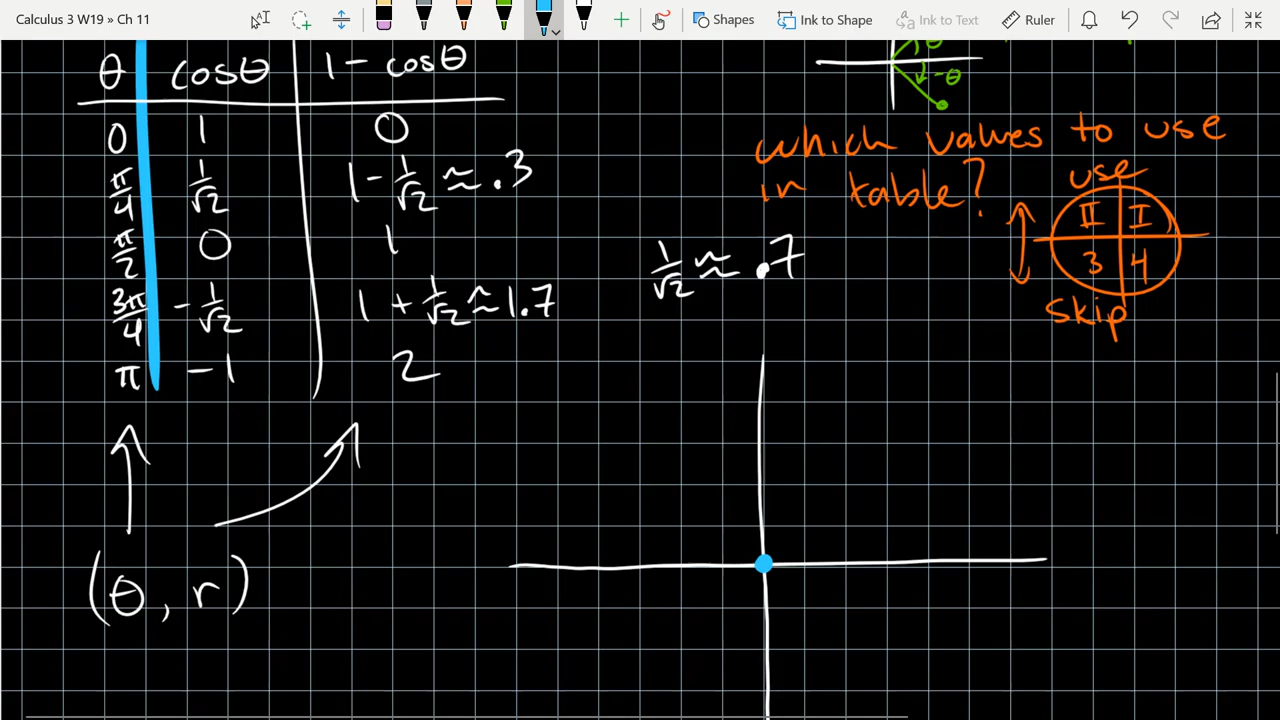 Calculus 3 W19 » Ch 11
Shapes
Ink to Shape
Ink to Text
Ruler
θ cosθ 1 - cosθ
0 1 0
π/4 1/√2 1 - 1/√2 ≈ .3
π/2 0 1
3π/4 -1/√2 1 + 1/√2 ≈ 1.7
π -1 2
(θ, r)
θ
-θ
which values to use
in table?
use
II I
3 4
Skip
1/√2 ≈ .7